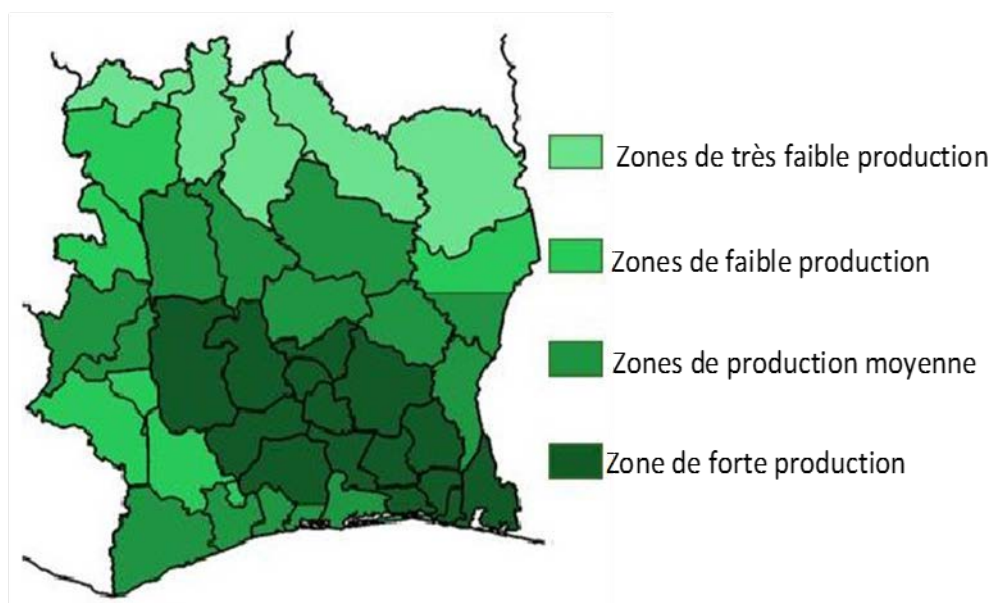 Zones de très faible production
Zones de faible production
Zones de production moyenne
Zone de forte production